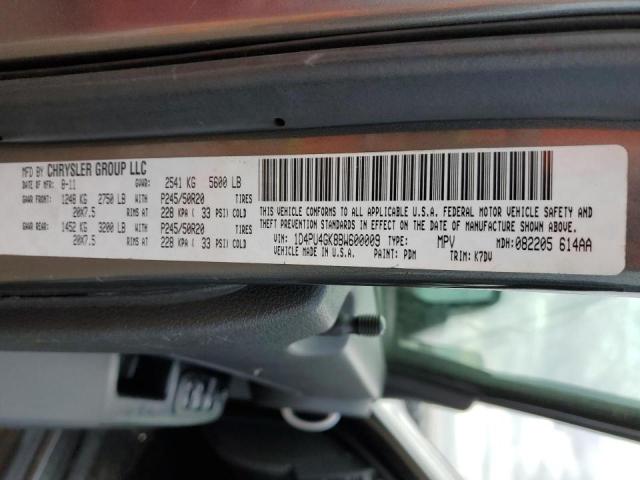 MFD BY CHRYSLER GROUP LLC
DATE OF MFR: 8-11 GVWR: 2541 KG 5600 LB
GAWR FRONT: 1248 KG 2750 LB WITH P245/50R20 TIRES
20X7.5 RIMS AT 228 KPA ( 33 PSI) COLD
GAWR REAR: 1452 KG 3200 LB WITH P245/50R20 TIRES
20X7.5 RIMS AT 228 KPA ( 33 PSI) COLD
THIS VEHICLE CONFORMS TO ALL APPLICABLE U.S.A. FEDERAL MOTOR VEHICLE SAFETY, BUMPER, AND
THEFT PREVENTION STANDARDS IN EFFECT ON THE DATE OF MANUFACTURE SHOWN ABOVE.
VIN: 1D4PU4GK8BW600009 TYPE: MPV MDH: 082205 614AA
VEHICLE MADE IN U.S.A. PAINT: PDM TRIM: K7DV